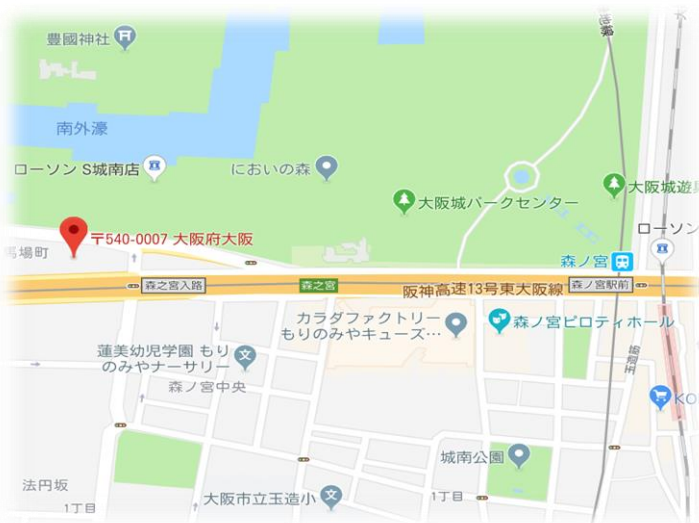 豊國神社
南外濠
ローソン S城南店
においの森
大阪城パークセンター
大阪城遊
ローソン
〒540-0007 大阪府大阪
馬場町
森ノ宮
森之宮入路
森之宮
阪神高速13号東大阪線
森ノ宮駅前
カラダファクトリー
もりのみやキューズ…
森ノ宮ピロティホール
蓮美幼児学園 もり
のみやナーサリー
森ノ宮中央
KO
城南公園
法円坂
1丁目
大阪市立玉造小
1丁目